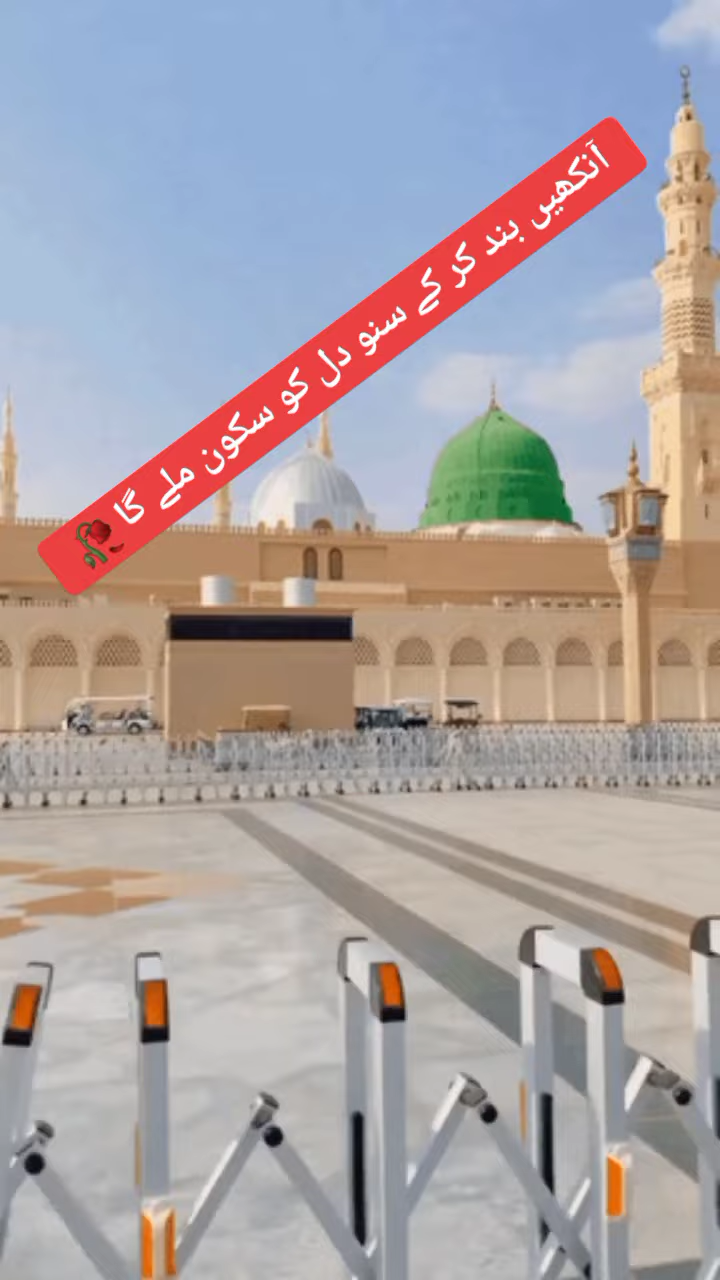 آنکھیں بند کر کے سنو دل کو سکون ملے گا 🥀